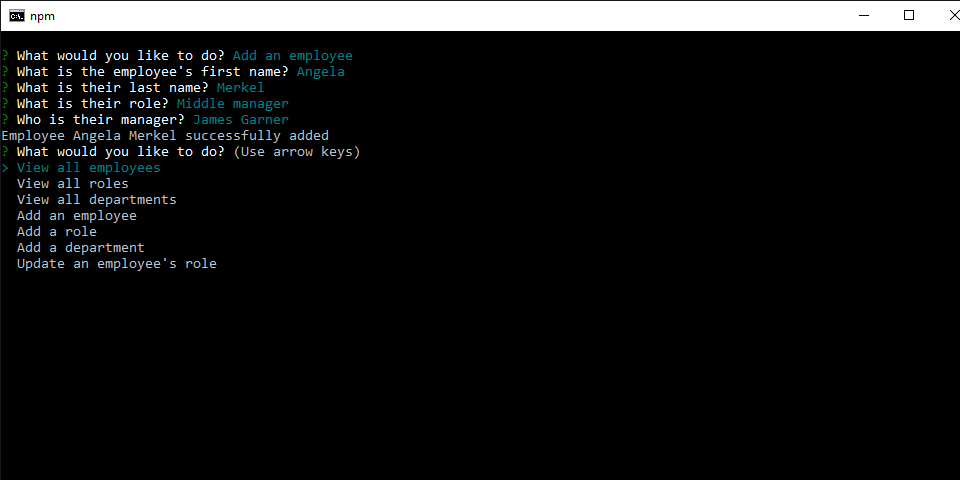 npm
? What would you like to do? Add an employee
? What is the employee's first name? Angela
? What is their last name? Merkel
? What is their role? Middle manager
? Who is their manager? James Garner
Employee Angela Merkel successfully added
? What would you like to do? (Use arrow keys)
> View all employees
View all roles
View all departments
Add an employee
Add a role
Add a department
Update an employee's role